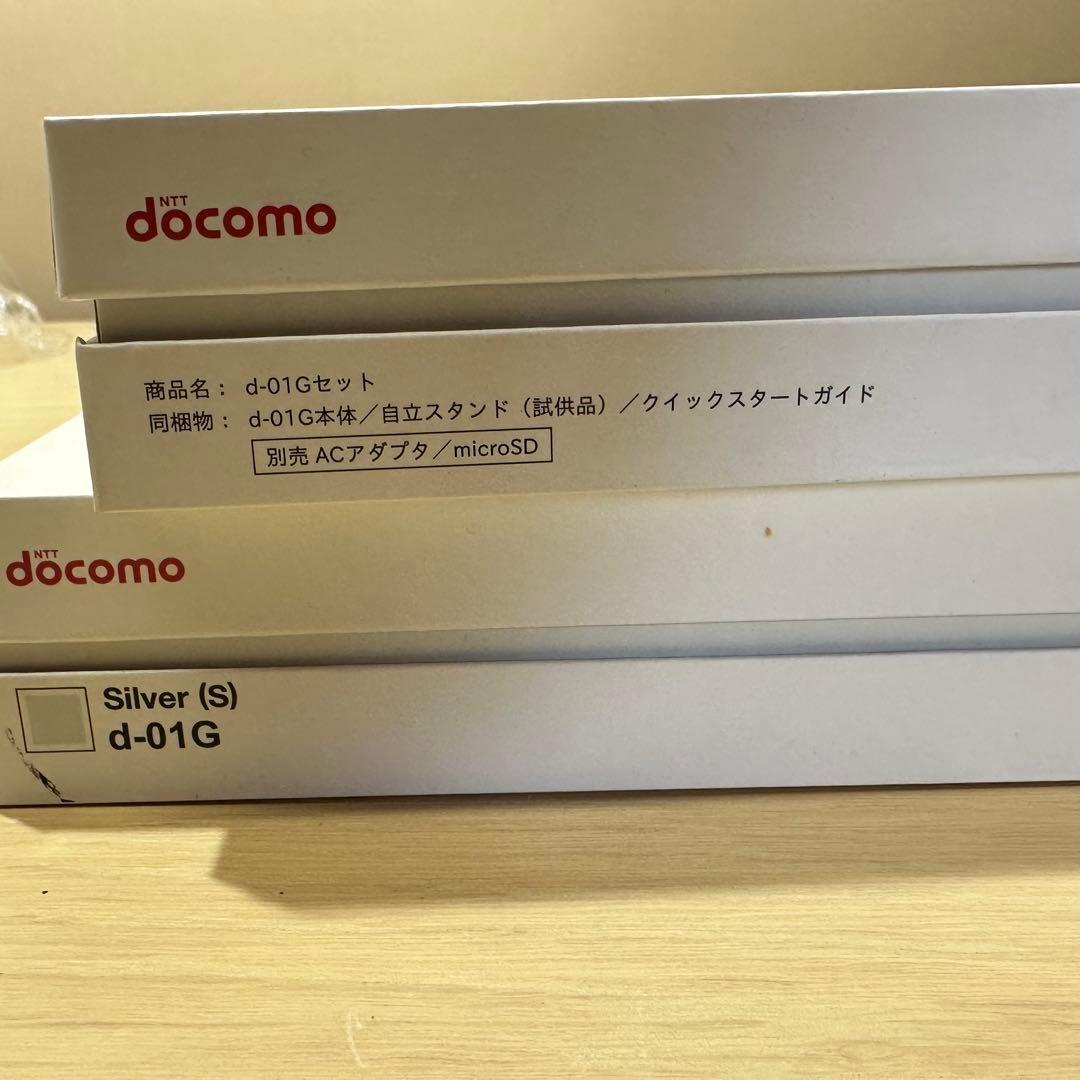 NTT
docomo
商品名： d-01Gセット
同梱物： d-01G本体／自立スタンド（試供品）／クイックスタートガイド
別売 ACアダプタ／microSD
NTT
docomo
Silver (S)
d-01G